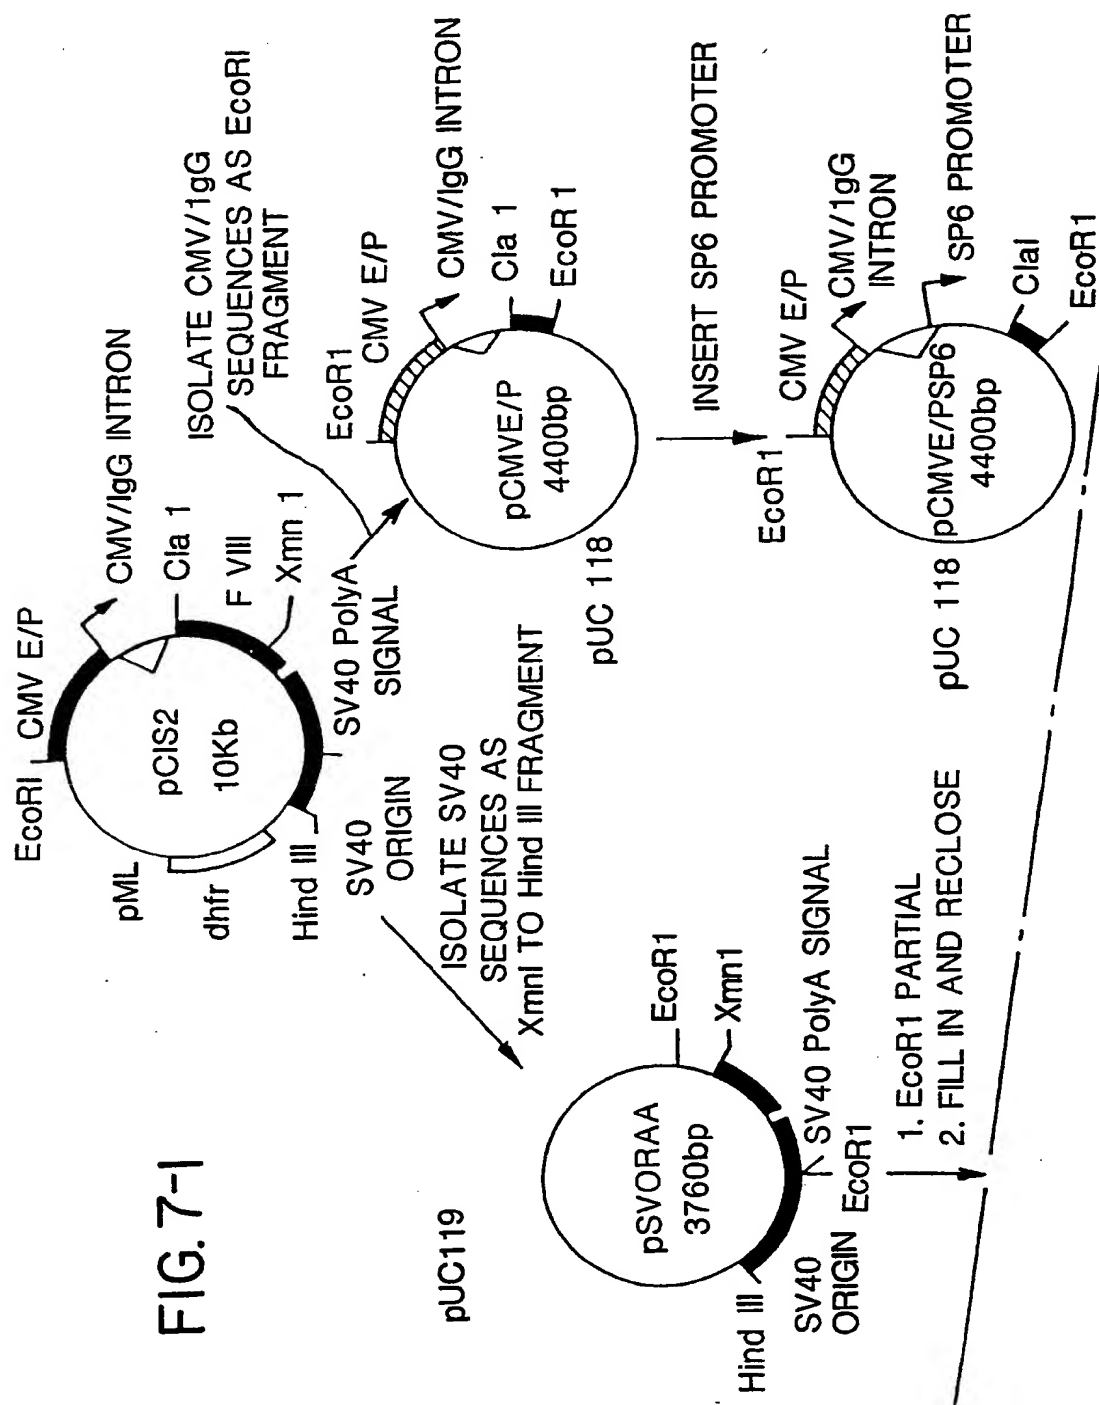 FIG. 7-1
EcoRI
CMV E/P
CMV/IgG INTRON
Cla 1
F VIII
Xmn 1
SV40 PolyA
SIGNAL
SV40
ORIGIN
Hind III
dhfr
pML
pCIS2
10Kb
ISOLATE CMV/1gG
SEQUENCES AS EcoRI
FRAGMENT
ISOLATE SV40
SEQUENCES AS
XmnI TO Hind III FRAGMENT
pUC119
pSVORAA
3760bp
EcoR1
Xmn1
SV40 PolyA SIGNAL
EcoR1
SV40
ORIGIN
Hind III
1. EcoR1 PARTIAL
2. FILL IN AND RECLOSE
EcoR1
CMV E/P
CMV/IgG INTRON
Cla 1
EcoR 1
pCMVE/P
4400bp
pUC 118
INSERT SP6 PROMOTER
EcoR1
CMV E/P
CMV/1gG
INTRON
SP6 PROMOTER
ClaI
EcoR1
pUC 118
pCMVE/PSP6
4400bp